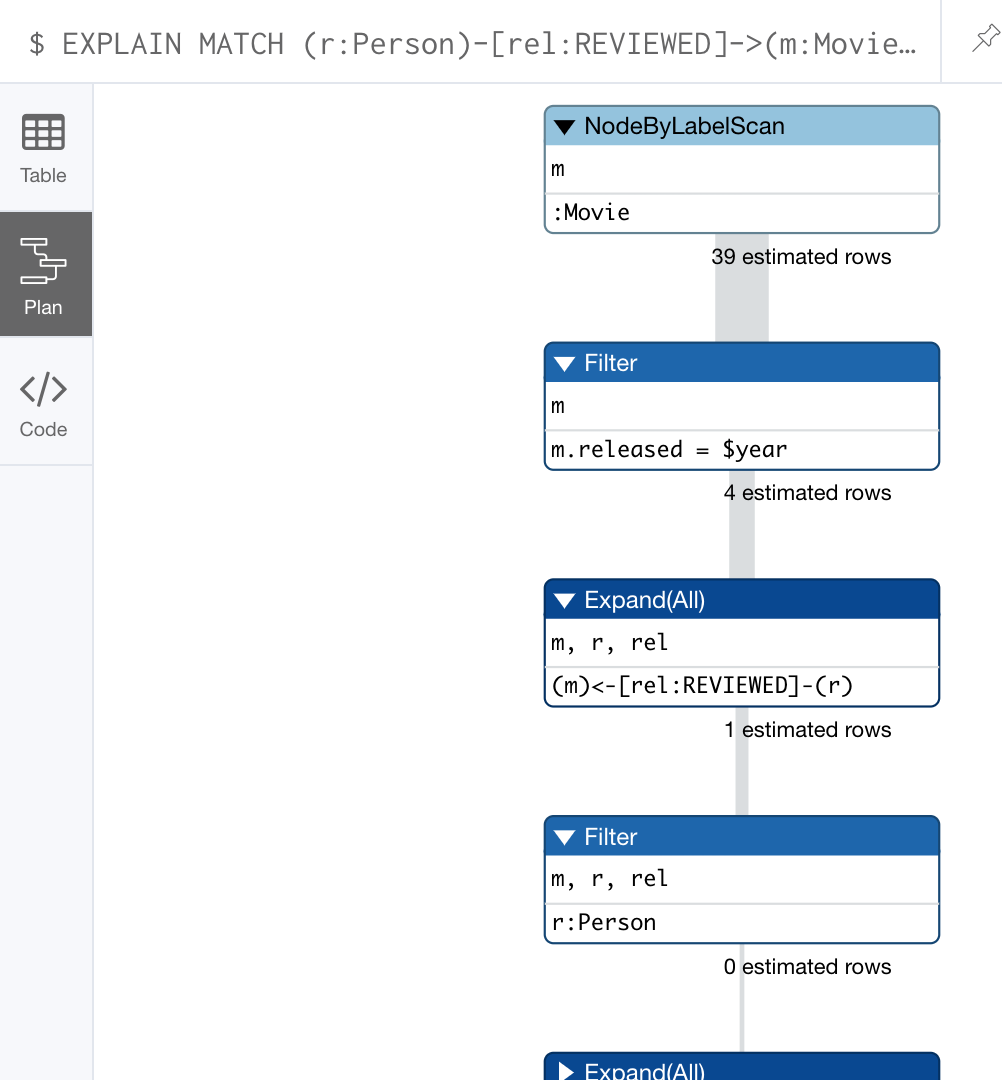 $ EXPLAIN MATCH (r:Person)-[rel:REVIEWED]->(m:Movie…
Table
Plan
Code
NodeByLabelScan
m
:Movie
39 estimated rows
Filter
m
m.released = $year
4 estimated rows
Expand(All)
m, r, rel
(m)<-[rel:REVIEWED]-(r)
1 estimated rows
Filter
m, r, rel
r:Person
0 estimated rows
Expand(All)